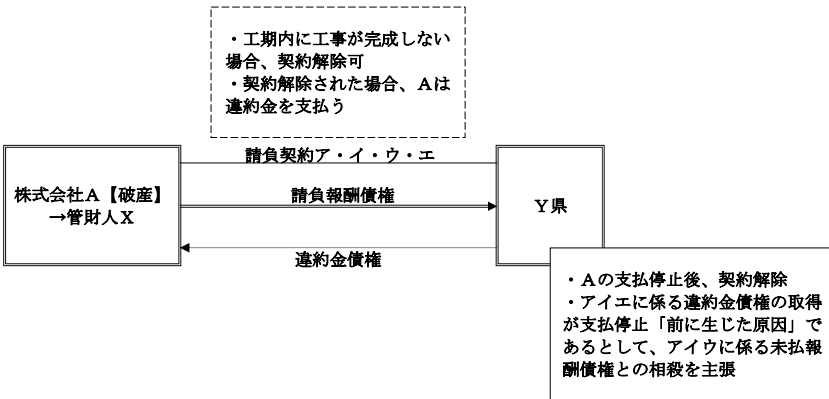 ・工期内に工事が完成しない
場合、契約解除可
・契約解除された場合、Ａは
違約金を支払う
請負契約ア・イ・ウ・エ
株式会社Ａ【破産】
→管財人Ｘ
請負報酬債権
Ｙ県
違約金債権
・Ａの支払停止後、契約解除
・アイエに係る違約金債権の取得
が支払停止「前に生じた原因」で
あるとして、アイウに係る未払報
酬債権との相殺を主張